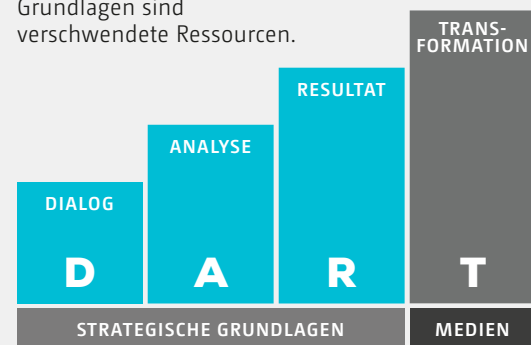 Grundlagen sind
verschwendete Ressourcen.
TRANS-
FORMATION
RESULTAT
ANALYSE
DIALOG
D A R T
STRATEGISCHE GRUNDLAGEN MEDIEN